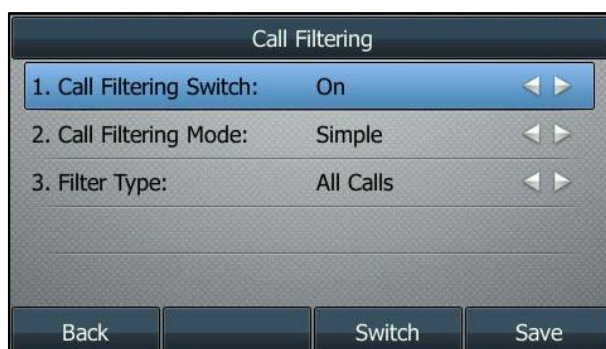 Call Filtering
1. Call Filtering Switch: On
2. Call Filtering Mode: Simple
3. Filter Type: All Calls
Back Switch Save